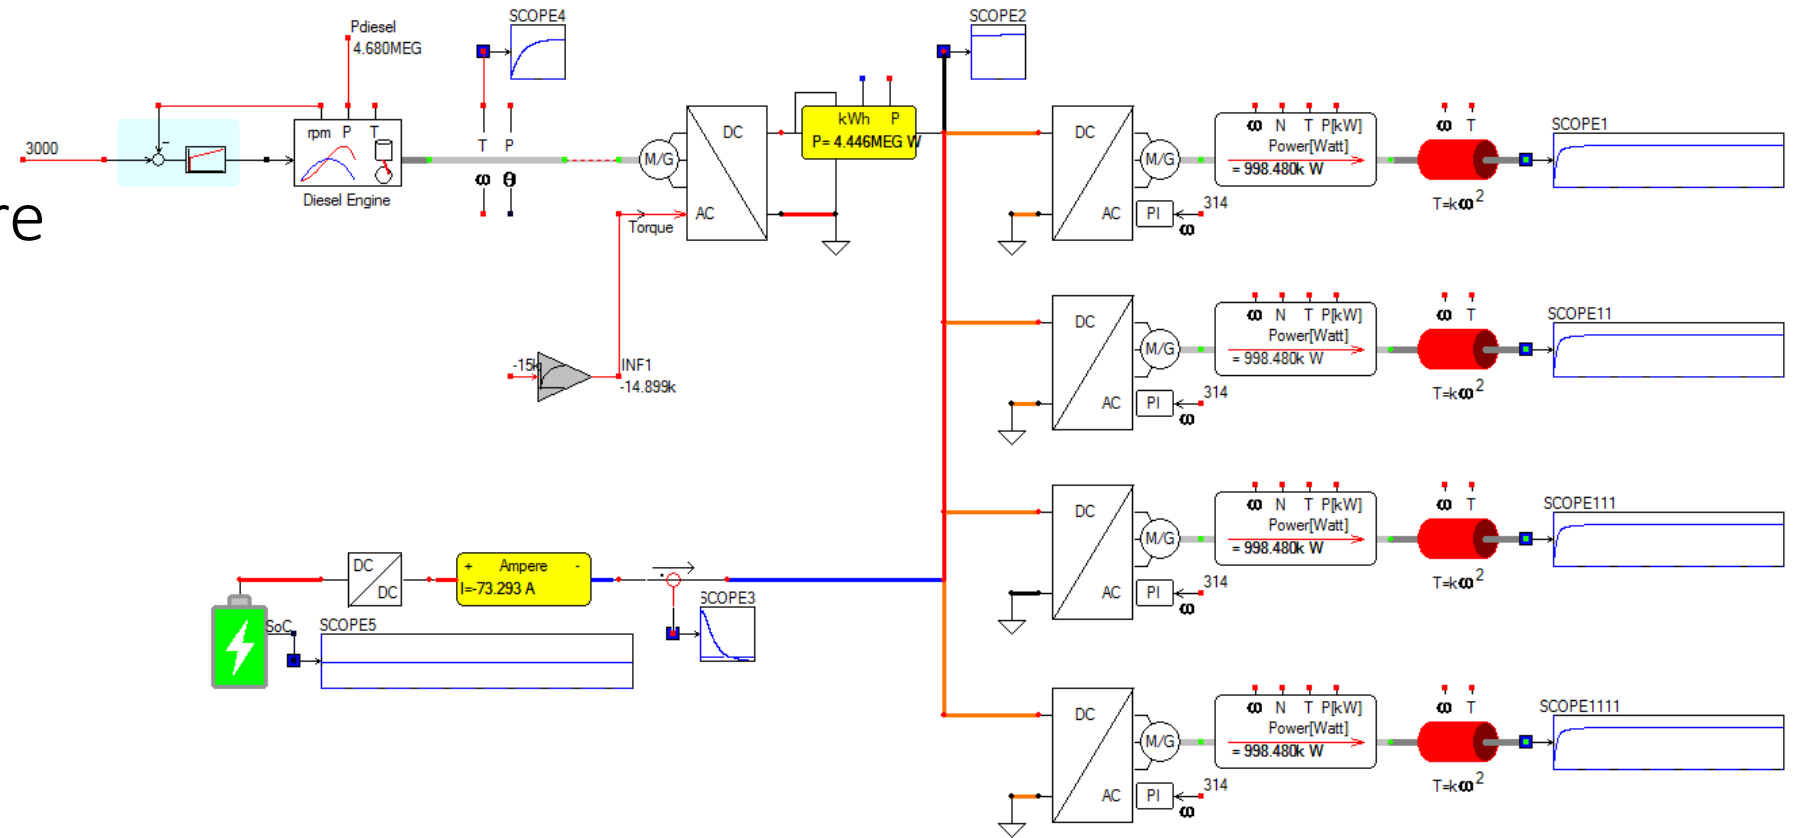 SCOPE4
SCOPE2
Pdiesel
4.680MEG
3000
−
rpm P T
Diesel Engine
T P
ω θ
M/G
DC
AC
Torque
kWh P
P= 4.446MEG W
re
-15k
INF1
-14.899k
DC
AC
M/G
PI
314
ω
ω N T P[kW]
Power[Watt]
= 998.480k W
ω T
T=kω²
SCOPE1
DC
AC
M/G
PI
314
ω
ω N T P[kW]
Power[Watt]
= 998.480k W
ω T
T=kω²
SCOPE11
DC
AC
M/G
PI
314
ω
ω N T P[kW]
Power[Watt]
= 998.480k W
ω T
T=kω²
SCOPE111
DC
DC
+ Ampere -
I=-73.293 A
SCOPE3
SoC
SCOPE5
DC
AC
M/G
PI
314
ω
ω N T P[kW]
Power[Watt]
= 998.480k W
ω T
T=kω²
SCOPE1111